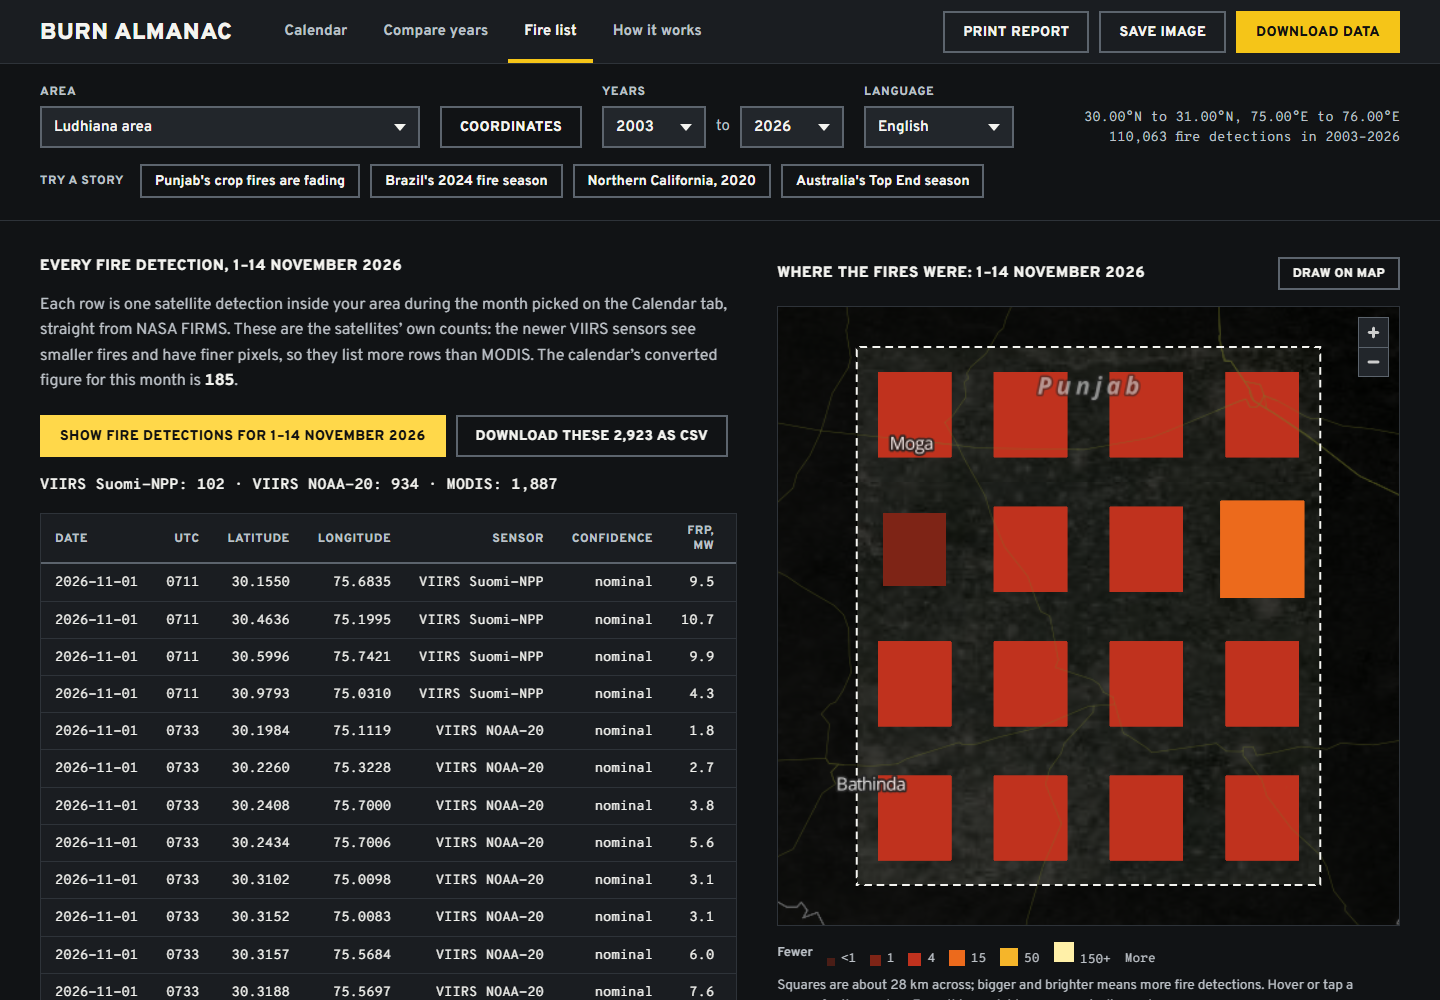 BURN ALMANAC
Calendar
Compare years
Fire list
How it works
PRINT REPORT
SAVE IMAGE
DOWNLOAD DATA
AREA
Ludhiana area
COORDINATES
YEARS
2003
to
2026
LANGUAGE
English
30.00°N to 31.00°N, 75.00°E to 76.00°E
110,063 fire detections in 2003–2026
TRY A STORY
Punjab's crop fires are fading
Brazil's 2024 fire season
Northern California, 2020
Australia's Top End season
EVERY FIRE DETECTION, 1–14 NOVEMBER 2026
Each row is one satellite detection inside your area during the month picked on the Calendar tab,
straight from NASA FIRMS. These are the satellites’ own counts: the newer VIIRS sensors see
smaller fires and have finer pixels, so they list more rows than MODIS. The calendar’s converted
figure for this month is 185.
SHOW FIRE DETECTIONS FOR 1–14 NOVEMBER 2026
DOWNLOAD THESE 2,923 AS CSV
VIIRS Suomi-NPP: 102 · VIIRS NOAA-20: 934 · MODIS: 1,887
DATE UTC LATITUDE LONGITUDE SENSOR CONFIDENCE FRP, MW
2026-11-01 0711 30.1550 75.6835 VIIRS Suomi-NPP nominal 9.5
2026-11-01 0711 30.4636 75.1995 VIIRS Suomi-NPP nominal 10.7
2026-11-01 0711 30.5996 75.7421 VIIRS Suomi-NPP nominal 9.9
2026-11-01 0711 30.9793 75.0310 VIIRS Suomi-NPP nominal 4.3
2026-11-01 0733 30.1984 75.1119 VIIRS NOAA-20 nominal 1.8
2026-11-01 0733 30.2260 75.3228 VIIRS NOAA-20 nominal 2.7
2026-11-01 0733 30.2408 75.7000 VIIRS NOAA-20 nominal 3.8
2026-11-01 0733 30.2434 75.7006 VIIRS NOAA-20 nominal 5.6
2026-11-01 0733 30.3102 75.0098 VIIRS NOAA-20 nominal 3.1
2026-11-01 0733 30.3152 75.0083 VIIRS NOAA-20 nominal 3.1
2026-11-01 0733 30.3157 75.5684 VIIRS NOAA-20 nominal 6.0
2026-11-01 0733 30.3188 75.5697 VIIRS NOAA-20 nominal 7.6
WHERE THE FIRES WERE: 1–14 NOVEMBER 2026
DRAW ON MAP
+
−
Punjab
Moga
Bathinda
Fewer <1 1 4 15 50 150+ More
Squares are about 28 km across; bigger and brighter means more fire detections. Hover or tap a